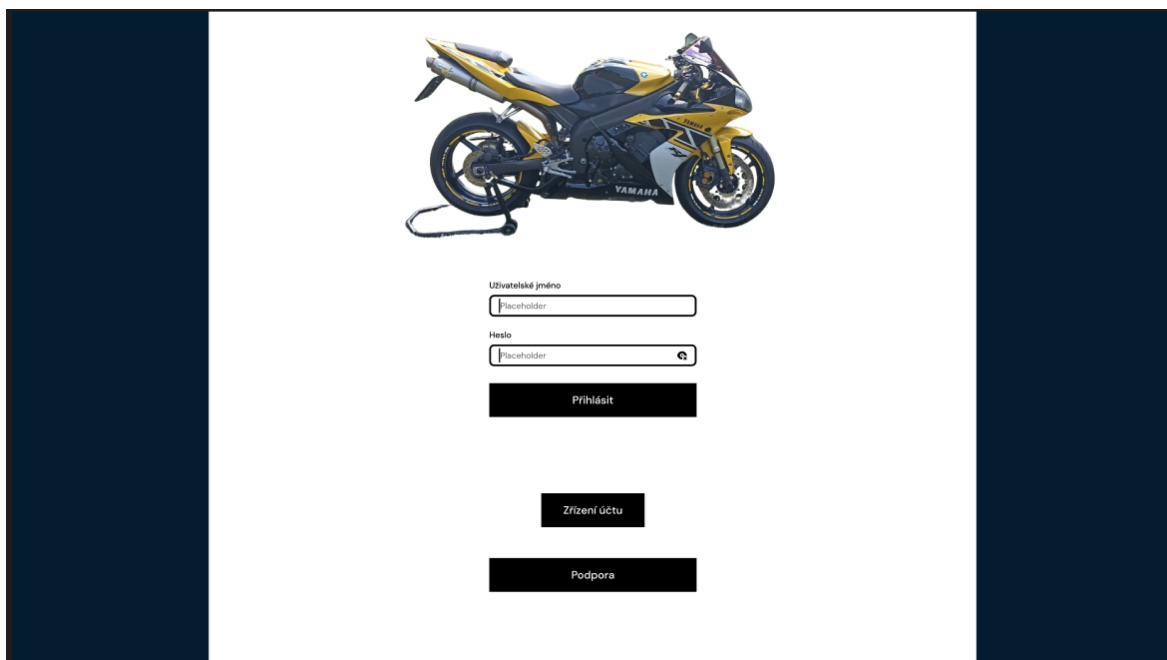 YAMAHA
YAMAHA
Uživatelské jméno
Placeholder
Heslo
Placeholder
Přihlásit
Zřízení účtu
Podpora